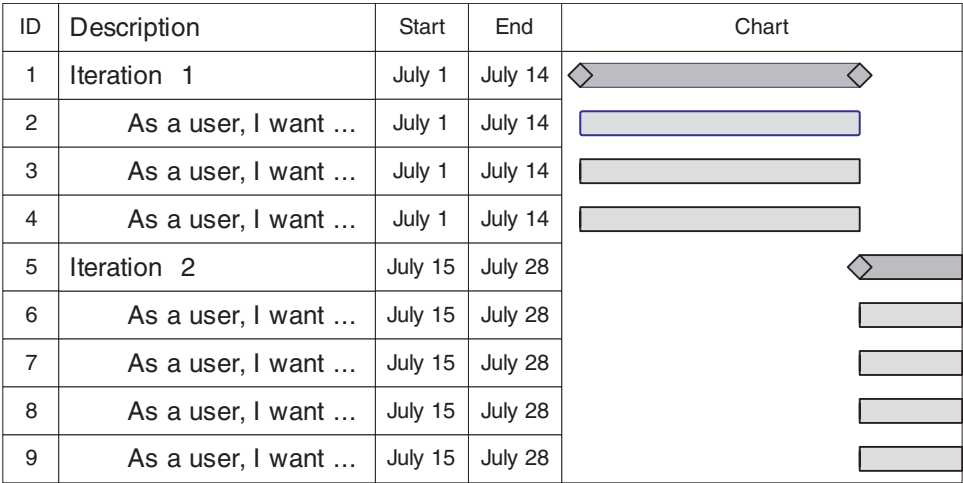 ID Description Start End Chart
1 Iteration 1 July 1 July 14
2 As a user, I want ... July 1 July 14
3 As a user, I want ... July 1 July 14
4 As a user, I want ... July 1 July 14
5 Iteration 2 July 15 July 28
6 As a user, I want ... July 15 July 28
7 As a user, I want ... July 15 July 28
8 As a user, I want ... July 15 July 28
9 As a user, I want ... July 15 July 28